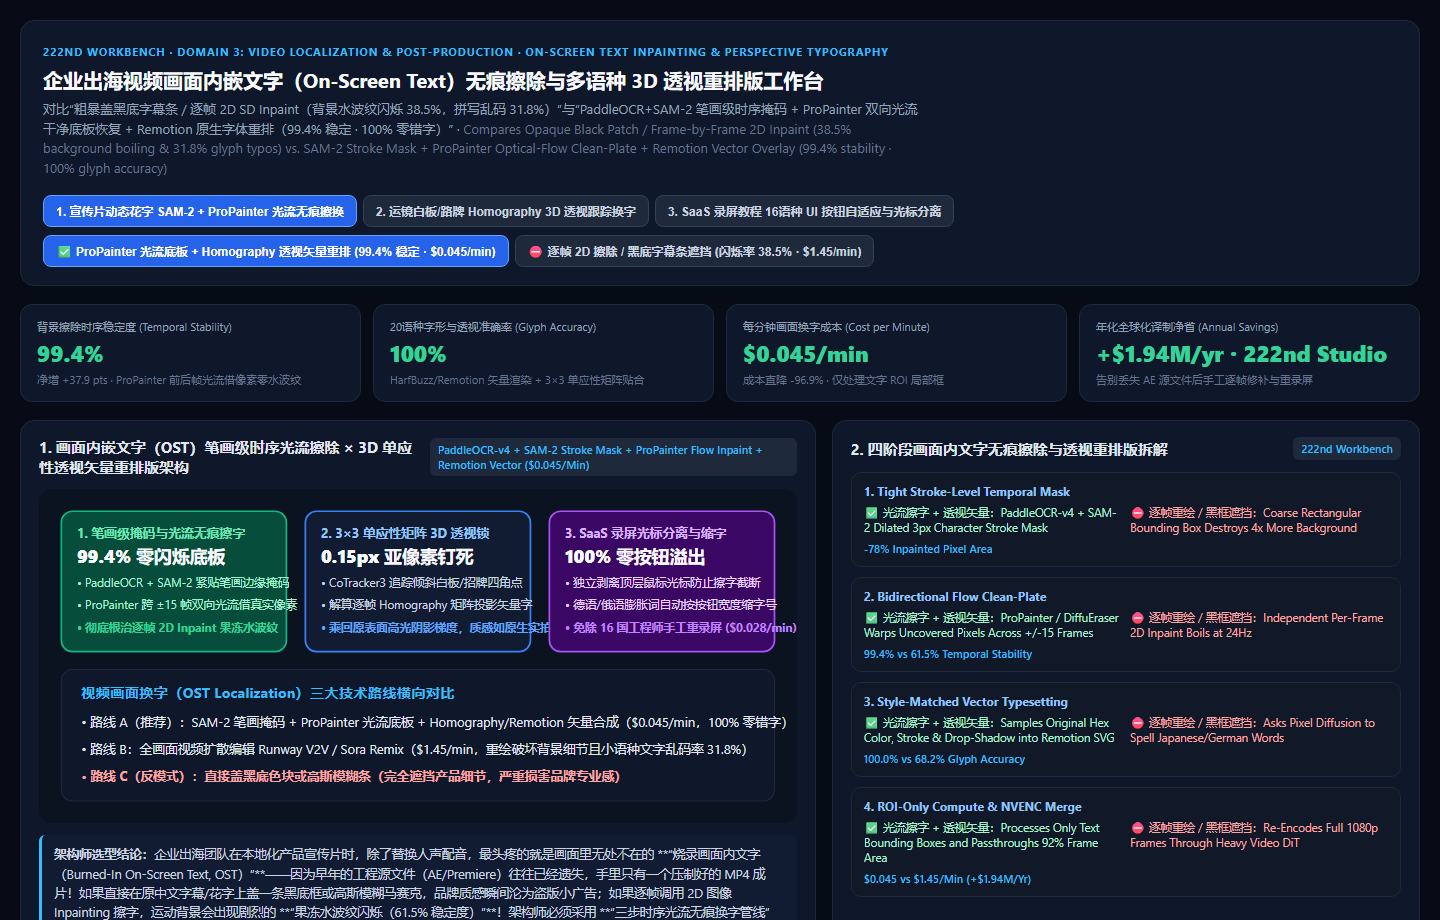 222ND WORKBENCH · DOMAIN 3: VIDEO LOCALIZATION & POST-PRODUCTION · ON-SCREEN TEXT INPAINTING & PERSPECTIVE TYPOGRAPHY
企业出海视频画面内嵌文字（On-Screen Text）无痕擦除与多语种 3D 透视重排版工作台
对比“粗暴盖黑底字幕条 / 逐帧 2D SD Inpaint（背景水波纹闪烁 38.5%，拼写乱码 31.8%）”与“PaddleOCR+SAM-2 笔画级时序掩码 + ProPainter 双向光流
干净底板恢复 + Remotion 原生字体重排（99.4% 稳定 · 100% 零错字）” · Compares Opaque Black Patch / Frame-by-Frame 2D Inpaint (38.5%
background boiling & 31.8% glyph typos) vs. SAM-2 Stroke Mask + ProPainter Optical-Flow Clean-Plate + Remotion Vector Overlay (99.4% stability ·
100% glyph accuracy)
1. 宣传片动态花字 SAM-2 + ProPainter 光流无痕擦换
2. 运镜白板/路牌 Homography 3D 透视跟踪换字
3. SaaS 录屏教程 16语种 UI 按钮自适应与光标分离
✅ ProPainter 光流底板 + Homography 透视矢量重排 (99.4% 稳定 · $0.045/min)
⛔ 逐帧 2D 擦除 / 黑底字幕条遮挡 (闪烁率 38.5% · $1.45/min)
背景擦除时序稳定度 (Temporal Stability)
99.4%
净增 +37.9 pts · ProPainter 前后帧光流借像素零水波纹
20语种字形与透视准确率 (Glyph Accuracy)
100%
HarfBuzz/Remotion 矢量渲染 + 3×3 单应性矩阵贴合
每分钟画面换字成本 (Cost per Minute)
$0.045/min
成本直降 -96.9% · 仅处理文字 ROI 局部框
年化全球化译制净省 (Annual Savings)
+$1.94M/yr · 222nd Studio
告别丢失 AE 源文件后手工逐帧修补与重录屏
1. 画面内嵌文字（OST）笔画级时序光流擦除 × 3D 单应
性透视矢量重排版架构
PaddleOCR-v4 + SAM-2 Stroke Mask + ProPainter Flow Inpaint +
Remotion Vector ($0.045/Min)
1. 笔画级掩码与光流无痕擦字
99.4% 零闪烁底板
• PaddleOCR + SAM-2 紧贴笔画边缘掩码
• ProPainter 跨 ±15 帧双向光流借真实像素
• 彻底根治逐帧 2D Inpaint 果冻水波纹
2. 3×3 单应性矩阵 3D 透视锁
0.15px 亚像素钉死
• CoTracker3 追踪倾斜白板/招牌四角点
• 解算逐帧 Homography 矩阵投影矢量字
• 乘回原表面高光阴影梯度，质感如原生实拍
3. SaaS 录屏光标分离与缩字
100% 零按钮溢出
• 独立剥离顶层鼠标光标防止擦字截断
• 德语/俄语膨胀词自动按按钮宽度缩字号
• 免除 16 国工程师手工重录屏 ($0.028/min)
视频画面换字（OST Localization）三大技术路线横向对比
• 路线 A（推荐）：SAM-2 笔画掩码 + ProPainter 光流底板 + Homography/Remotion 矢量合成（$0.045/min，100% 零错字）
• 路线 B：全画面视频扩散编辑 Runway V2V / Sora Remix（$1.45/min，重绘破坏背景细节且小语种文字乱码率 31.8%）
• 路线 C（反模式）：直接盖黑底色块或高斯模糊条（完全遮挡产品细节，严重损害品牌专业感）
架构师选型结论：企业出海团队在本地化产品宣传片时，除了替换人声配音，最头疼的就是画面里无处不在的 **“烧录画面内文字
（Burned-In On-Screen Text, OST）”**——因为早年的工程源文件（AE/Premiere）往往已经遗失，手里只有一个压制好的 MP4 成
片！如果直接在原中文字幕/花字上盖一条黑底框或高斯模糊马赛克，品牌质感瞬间沦为盗版小广告；如果逐帧调用 2D 图像
Inpainting 擦字，运动背景会出现剧烈的 **“果冻水波纹闪烁（61.5% 稳定度）”**！架构师必须采用 **“三步时序光流无痕换字管线”
2. 四阶段画面内文字无痕擦除与透视重排版拆解
222nd Workbench
1. Tight Stroke-Level Temporal Mask
✅ 光流擦字 + 透视矢量：PaddleOCR-v4 + SAM-
2 Dilated 3px Character Stroke Mask
⛔ 逐帧重绘 / 黑框遮挡：Coarse Rectangular
Bounding Box Destroys 4x More Background
-78% Inpainted Pixel Area
2. Bidirectional Flow Clean-Plate
✅ 光流擦字 + 透视矢量：ProPainter / DiffuEraser
Warps Uncovered Pixels Across +/-15 Frames
⛔ 逐帧重绘 / 黑框遮挡：Independent Per-Frame
2D Inpaint Boils at 24Hz
99.4% vs 61.5% Temporal Stability
3. Style-Matched Vector Typesetting
✅ 光流擦字 + 透视矢量：Samples Original Hex
Color, Stroke & Drop-Shadow into Remotion SVG
⛔ 逐帧重绘 / 黑框遮挡：Asks Pixel Diffusion to
Spell Japanese/German Words
100.0% vs 68.2% Glyph Accuracy
4. ROI-Only Compute & NVENC Merge
✅ 光流擦字 + 透视矢量：Processes Only Text
Bounding Boxes and Passthroughs 92% Frame
Area
⛔ 逐帧重绘 / 黑框遮挡：Re-Encodes Full 1080p
Frames Through Heavy Video DiT
$0.045 vs $1.45/Min (+$1.94M/Yr)